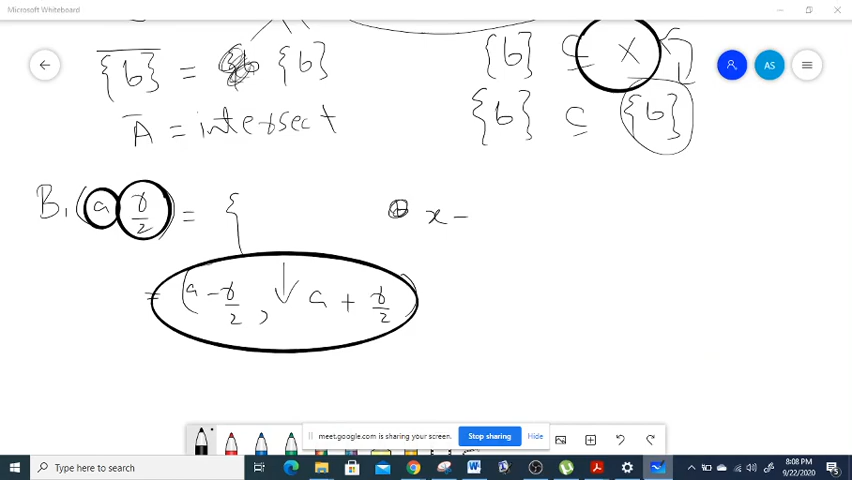 Microsoft Whiteboard
{b} = {b}
{b} ⊆ X
AS
{b} ⊆ {b}
A̅ = intersect
B₁(a, r/2) = { x -
= (a - r/2, ↓ a + r/2)
meet.google.com is sharing your screen. Stop sharing Hide
Type here to search
8:08 PM
9/22/2020